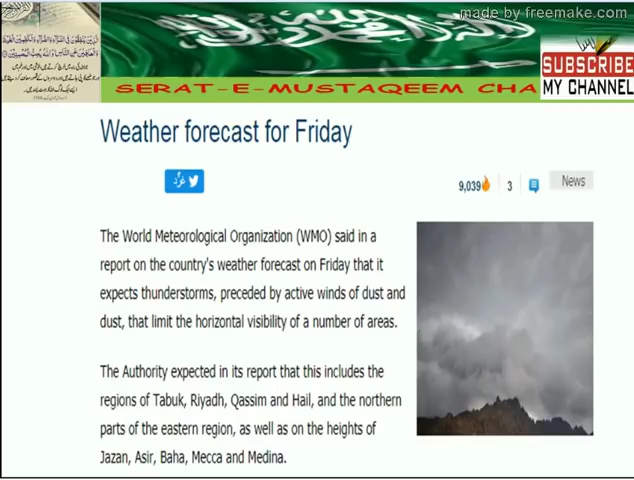 made by freemake.com
SUBSCRIBE
MY CHANNEL
SERAT-E-MUSTAQEEM CHA
Weather forecast for Friday
غرِّد
9,039
3
News
The World Meteorological Organization (WMO) said in a
report on the country's weather forecast on Friday that it
expects thunderstorms, preceded by active winds of dust and
dust, that limit the horizontal visibility of a number of areas.
The Authority expected in its report that this includes the
regions of Tabuk, Riyadh, Qassim and Hail, and the northern
parts of the eastern region, as well as on the heights of
Jazan, Asir, Baha, Mecca and Medina.